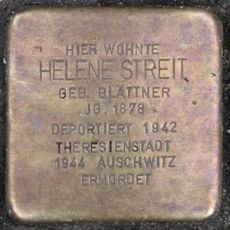 HIER WOHNTE
HELENE STREIT
GEB. BLÄTTNER
JG. 1878
DEPORTIERT 1942
THERESIENSTADT
1944 AUSCHWITZ
ERMORDET